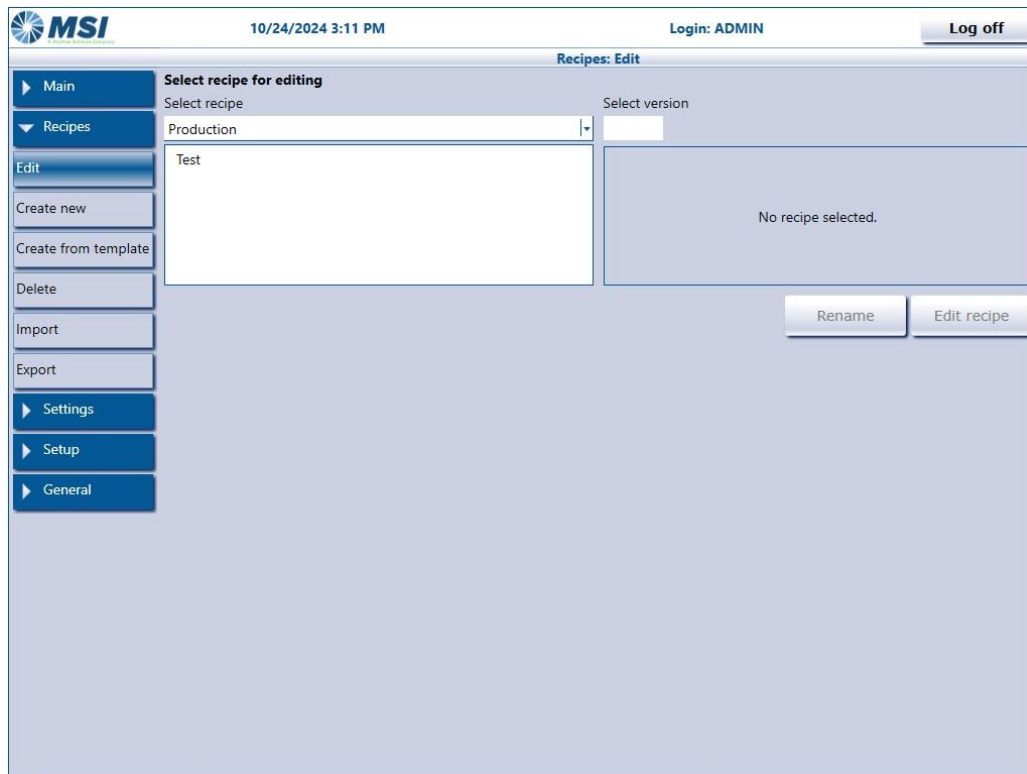 MSI
10/24/2024 3:11 PM
Login: ADMIN
Log off
Recipes: Edit
Main
Recipes
Edit
Create new
Create from template
Delete
Import
Export
Settings
Setup
General
Select recipe for editing
Select recipe
Production
Test
Select version
No recipe selected.
Rename
Edit recipe